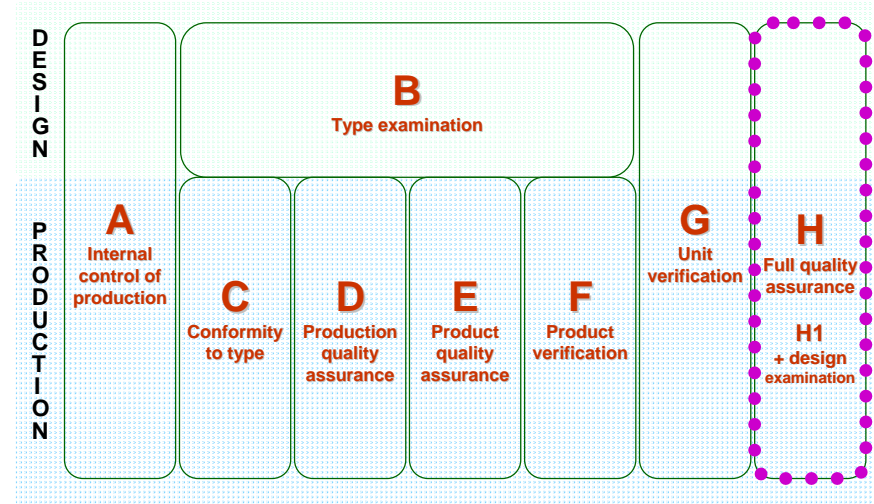 DESIGN
PRODUCTION
A
Internal
control of
production
B
Type examination
C
Conformity
to type
D
Production
quality
assurance
E
Product
quality
assurance
F
Product
verification
G
Unit
verification
H
Full quality
assurance
H1
+ design
examination